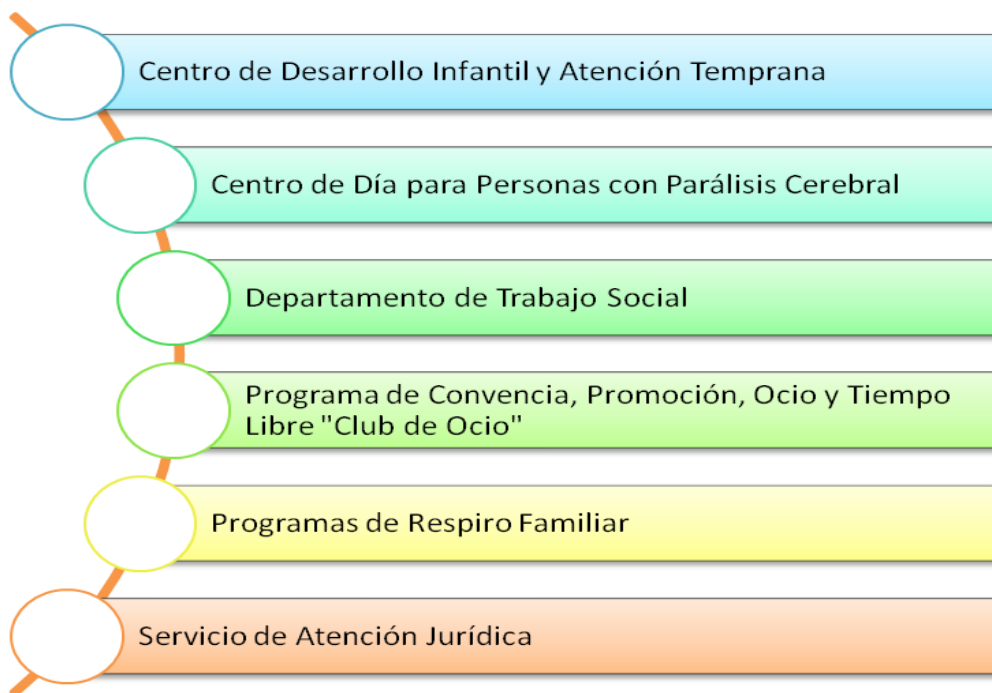 Centro de Desarrollo Infantil y Atención Temprana
Centro de Día para Personas con Parálisis Cerebral
Departamento de Trabajo Social
Programa de Convencia, Promoción, Ocio y Tiempo
Libre "Club de Ocio"
Programas de Respiro Familiar
Servicio de Atención Jurídica